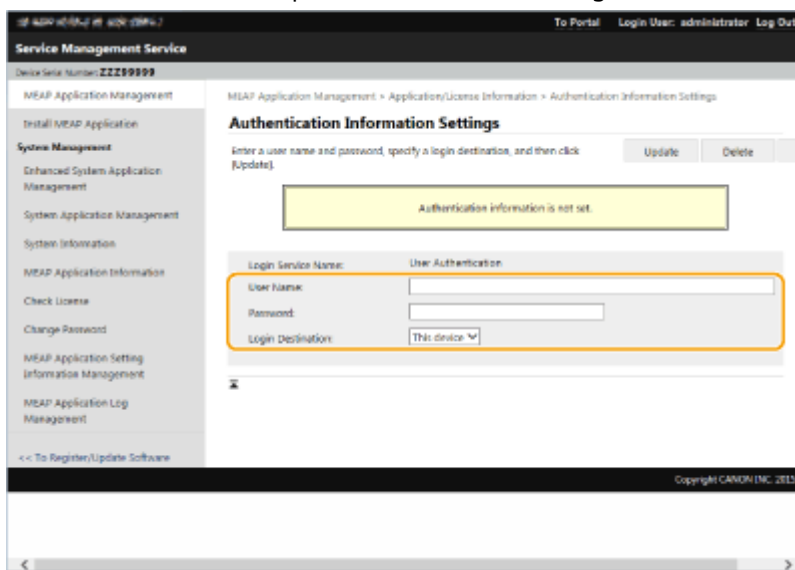 To Portal Login User: administrator Log Out
Service Management Service
Device Serial Number: ZZZ99999
MEAP Application Management
MEAP Application Management > Application/License Information > Authentication Information Settings
Install MEAP Application
Authentication Information Settings
System Management
Enter a user name and password, specify a login destination, and then click
[Update].
Update Delete
Enhanced System Application
Management
Authentication information is not set.
System Application Management
System Information
Login Service Name: User Authentication
MEAP Application Information
User Name:
Check License
Password:
Change Password
Login Destination: This device
MEAP Application Setting
Information Management
MEAP Application Log
Management
<< To Register/Update Software
Copyright CANON INC. 2015